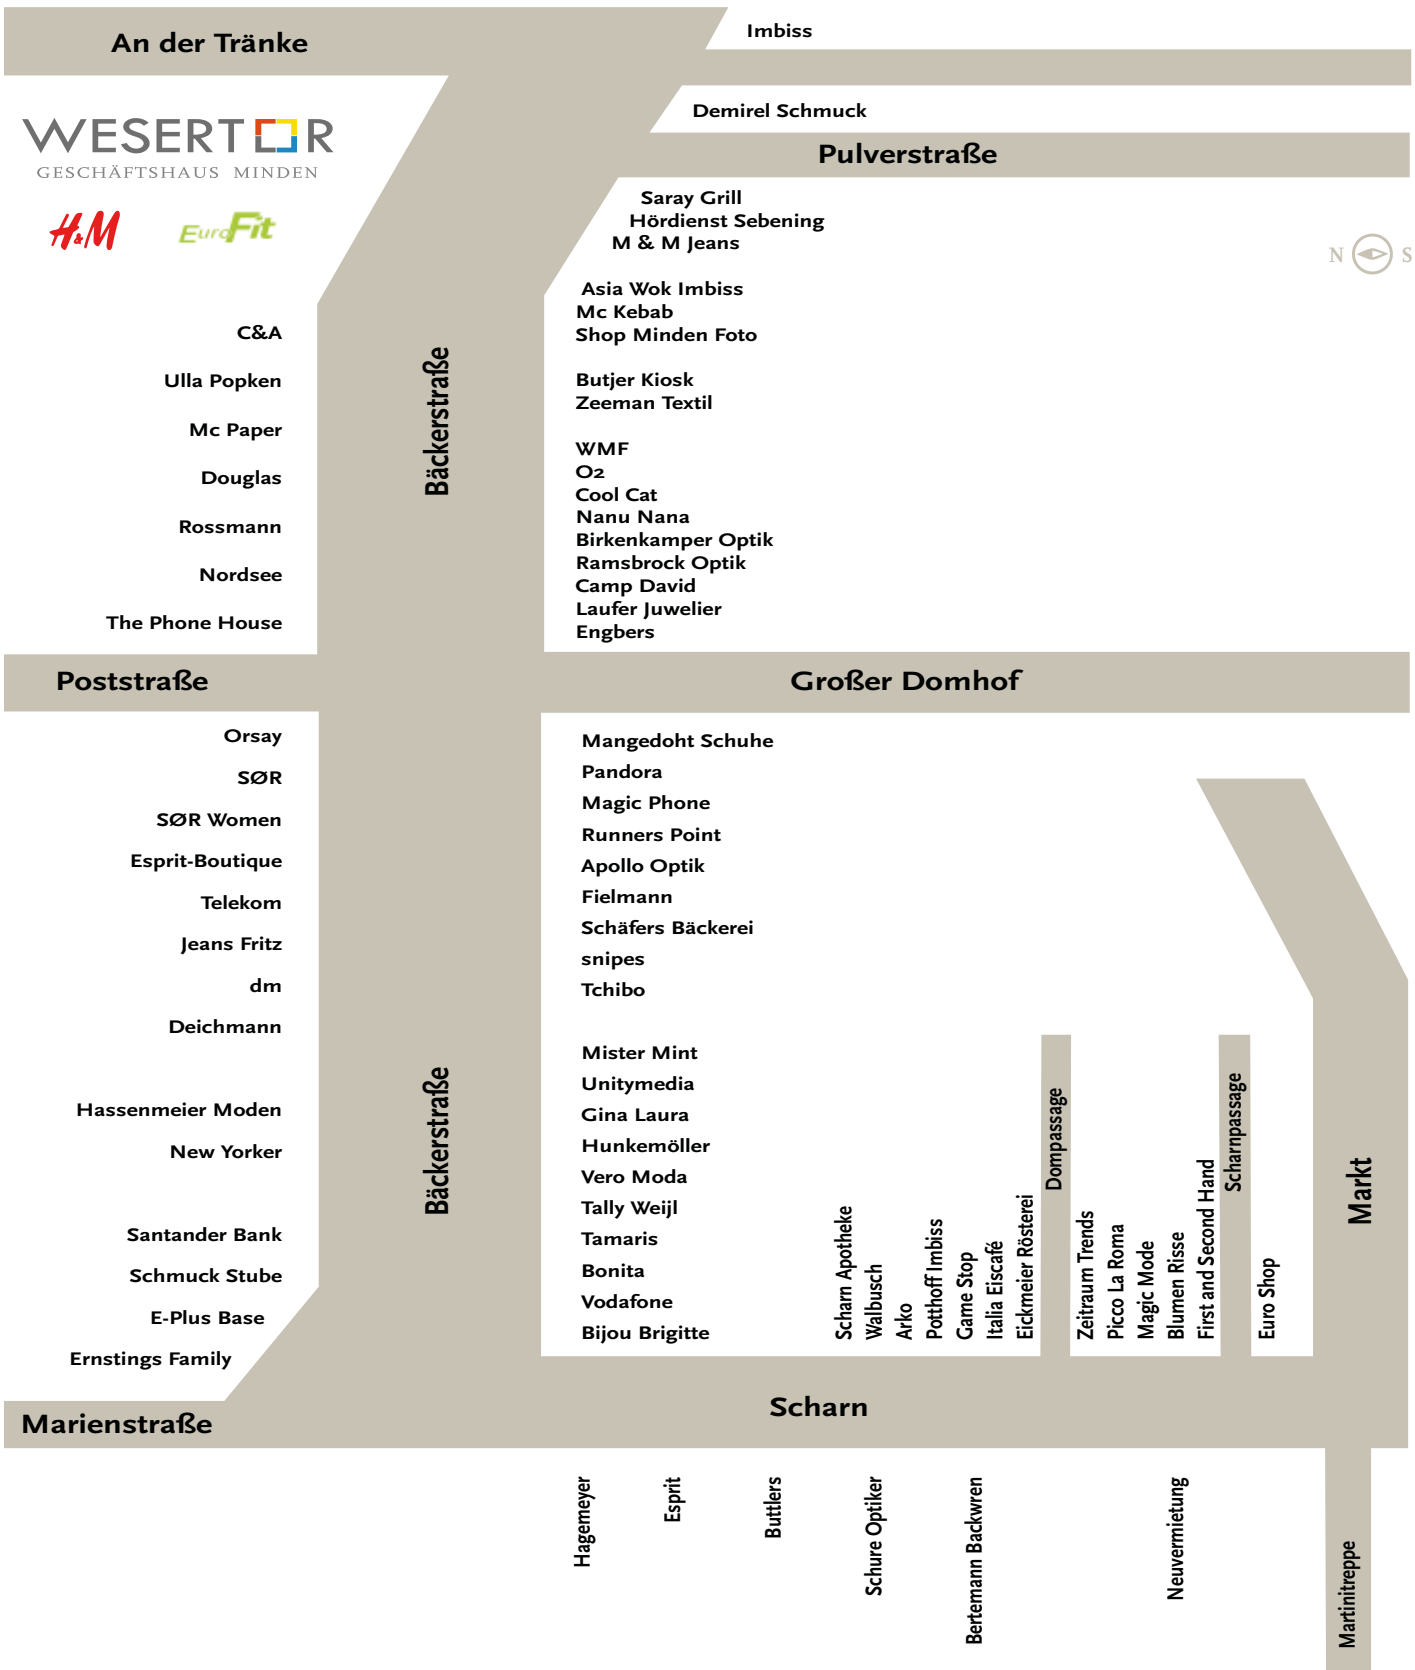 Imbiss
An der Tränke
Demirel Schmuck
WESERTOR
GESCHÄFTSHAUS MINDEN
Pulverstraße
H&M
EuroFit
Saray Grill
Hördienst Sebening
M & M Jeans
N S
Asia Wok Imbiss
Mc Kebab
Shop Minden Foto
Butjer Kiosk
Zeeman Textil
WMF
O2
Cool Cat
Nanu Nana
Birkenkamper Optik
Ramsbrock Optik
Camp David
Laufer Juwelier
Engbers
C&A
Ulla Popken
Mc Paper
Douglas
Rossmann
Nordsee
The Phone House
Bäckerstraße
Poststraße
Großer Domhof
Orsay
SØR
SØR Women
Esprit-Boutique
Telekom
Jeans Fritz
dm
Deichmann
Hassenmeier Moden
New Yorker
Santander Bank
Schmuck Stube
E-Plus Base
Ernstings Family
Bäckerstraße
Mangedoht Schuhe
Pandora
Magic Phone
Runners Point
Apollo Optik
Fielmann
Schäfers Bäckerei
snipes
Tchibo
Mister Mint
Unitymedia
Gina Laura
Hunkemöller
Vero Moda
Tally Weijl
Tamaris
Bonita
Vodafone
Bijou Brigitte
Scharn Apotheke
Walbusch
Arko
Potthoff Imbiss
Game Stop
Italia Eiscafé
Eickmeier Rösterei
Dompassage
Zeitraum Trends
Picco La Roma
Magic Mode
Blumen Risse
First and Second Hand
Scharnpassage
Euro Shop
Markt
Marienstraße
Scharn
Hagemeyer
Esprit
Buttlers
Schure Optiker
Bertemann Backwren
Neuvermietung
Martinitreppe